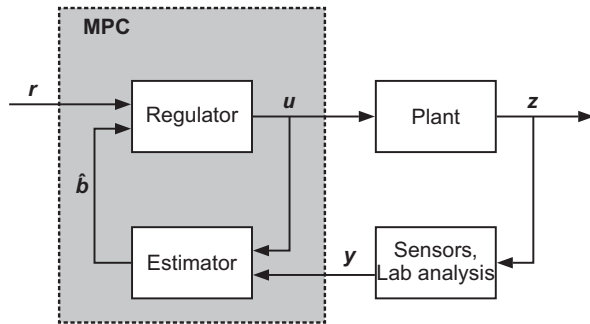 MPC
r
Regulator
u
Plant
z
b̂
Estimator
y
Sensors,
Lab analysis